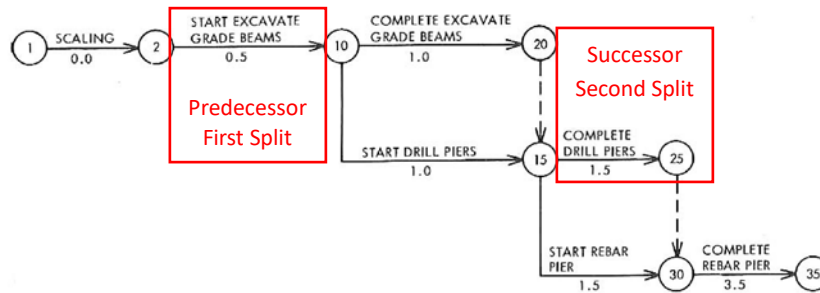 START EXCAVATE
GRADE BEAMS
COMPLETE EXCAVATE
GRADE BEAMS
SCALING
1
2
10
20
0.0
0.5
1.0
Predecessor
First Split
Successor
Second Split
START DRILL PIERS
1.0
15
COMPLETE
DRILL PIERS
1.5
25
START REBAR
PIER
1.5
30
COMPLETE
REBAR PIER
3.5
35